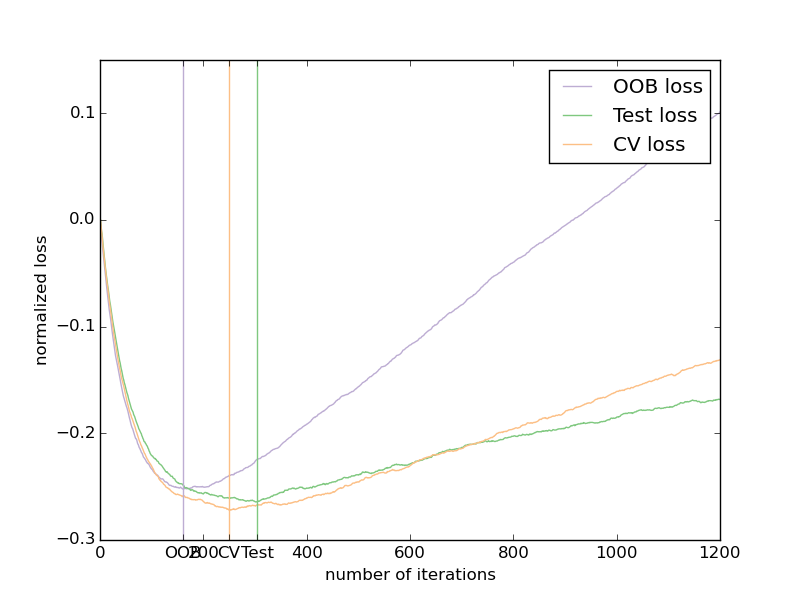 OOB loss
Test loss
CV loss
0.1
0.0
−0.1
−0.2
−0.3
normalized loss
0 OOB 200 CV Test 400 600 800 1000 1200
number of iterations